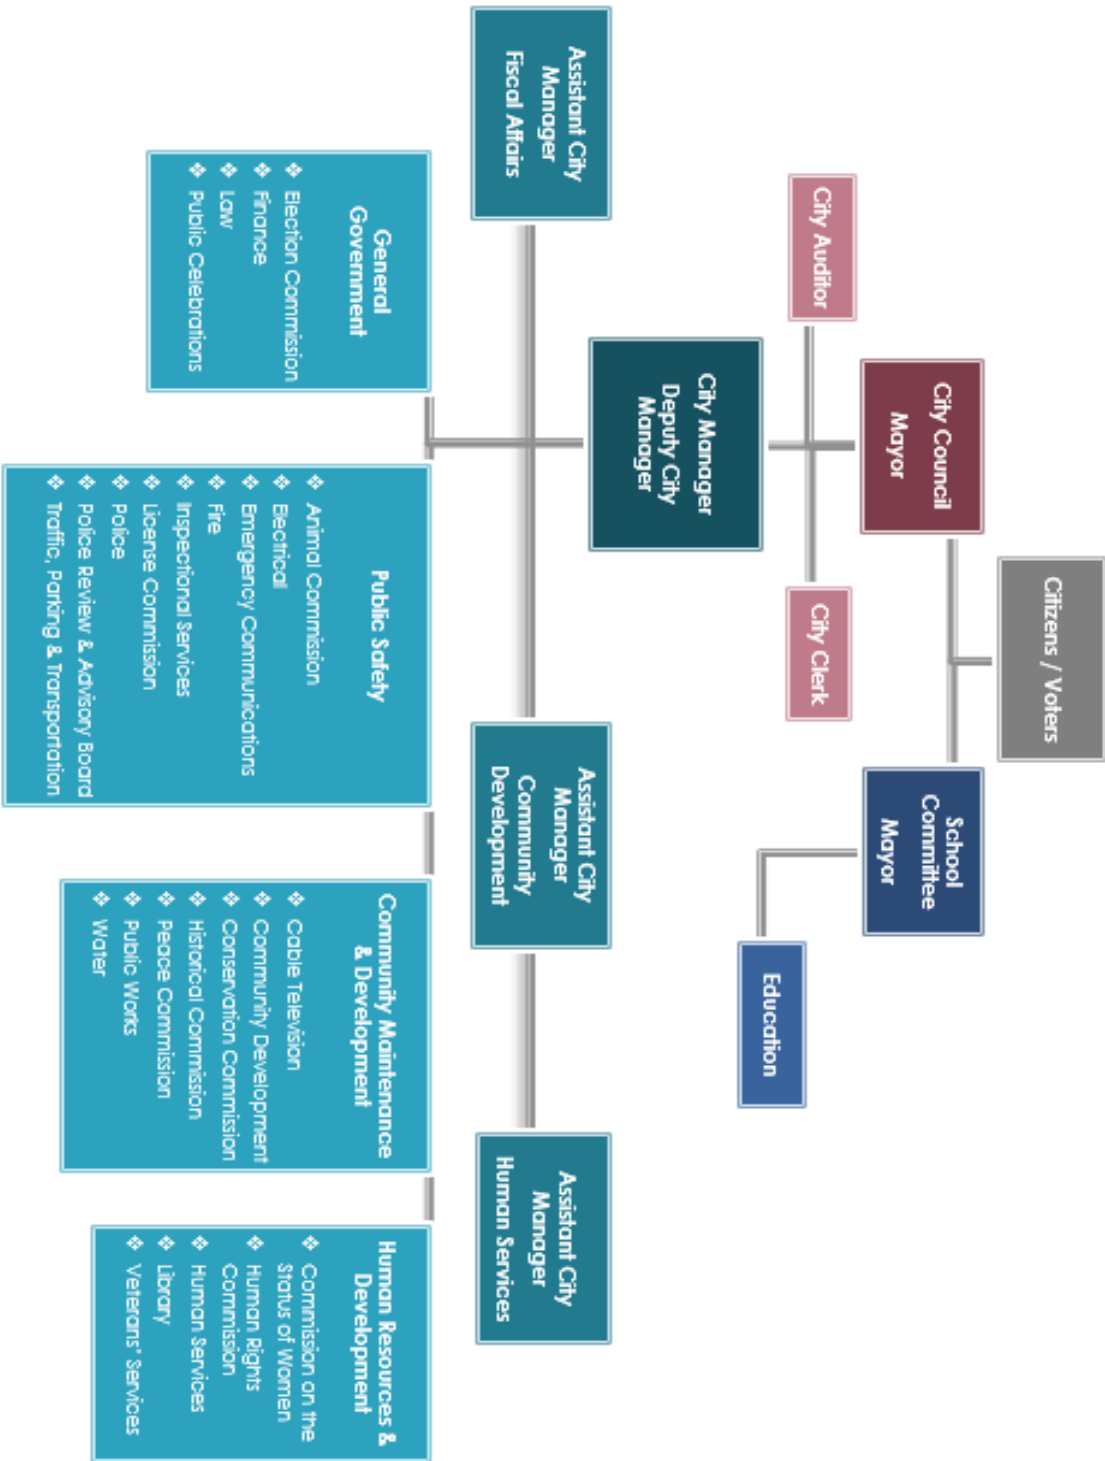 Citizens / Voters
City Council
Mayor
School
Committee
Mayor
City Auditor
City Clerk
Education
City Manager
Deputy City
Manager
Assistant City
Manager
Fiscal Affairs
Assistant City
Manager
Community
Development
Assistant City
Manager
Human Services
General
Government
❖ Election Commission
❖ Finance
❖ Law
❖ Public Celebrations
Public Safety
❖ Animal Commission
❖ Electrical
❖ Emergency Communications
❖ Fire
❖ Inspectional Services
❖ License Commission
❖ Police
❖ Police Review & Advisory Board
❖ Traffic, Parking & Transportation
Community Maintenance
& Development
❖ Cable Television
❖ Community Development
❖ Conservation Commission
❖ Historical Commission
❖ Peace Commission
❖ Public Works
❖ Water
Human Resources &
Development
❖ Commission on the
Status of Women
❖ Human Rights
Commission
❖ Human Services
❖ Library
❖ Veterans' Services